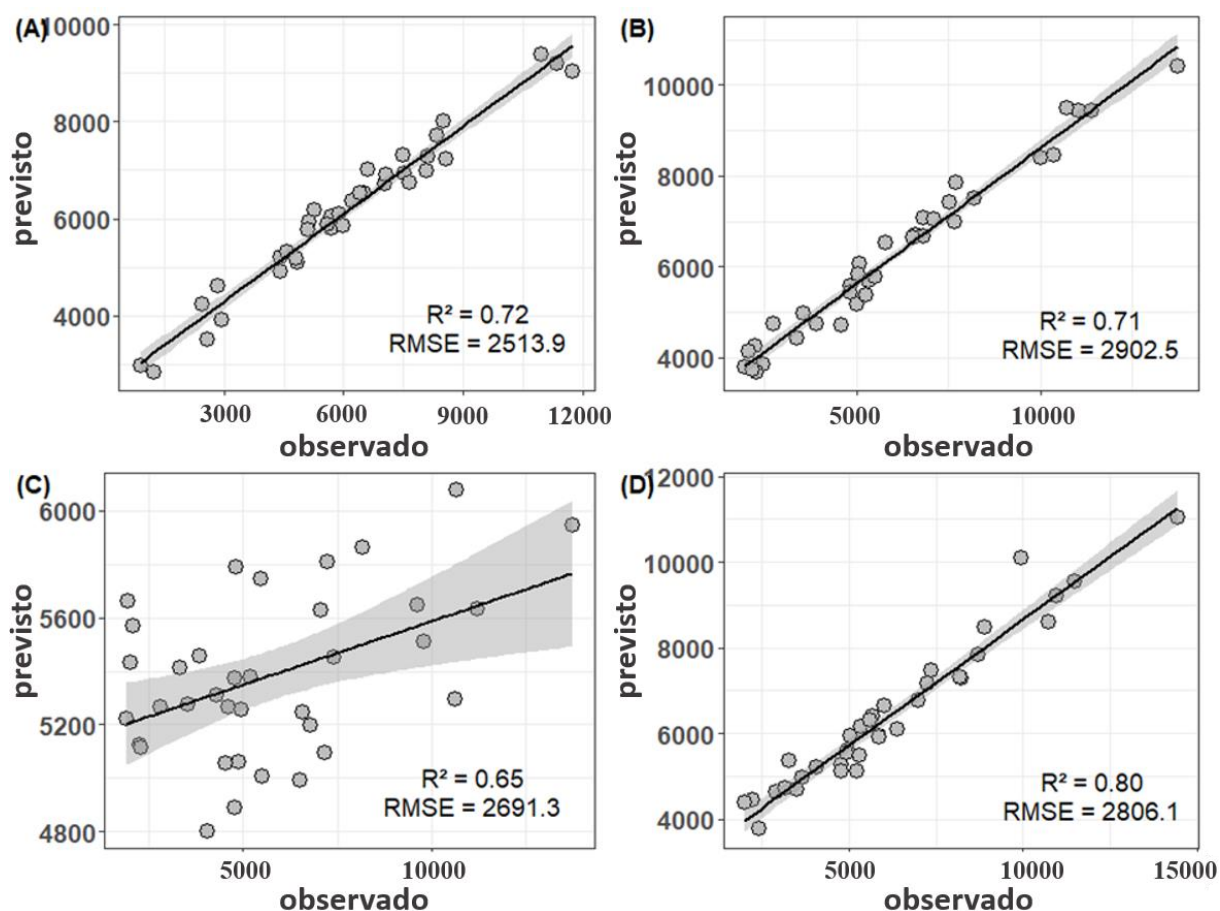 (A)
10000
8000
6000
4000
previsto
R² = 0.72
RMSE = 2513.9
3000 6000 9000 12000
observado
(B)
10000
8000
6000
4000
previsto
R² = 0.71
RMSE = 2902.5
5000 10000
observado
(C)
6000
5600
5200
4800
previsto
R² = 0.65
RMSE = 2691.3
5000 10000
observado
(D)
12000
10000
8000
6000
4000
previsto
R² = 0.80
RMSE = 2806.1
5000 10000 15000
observado